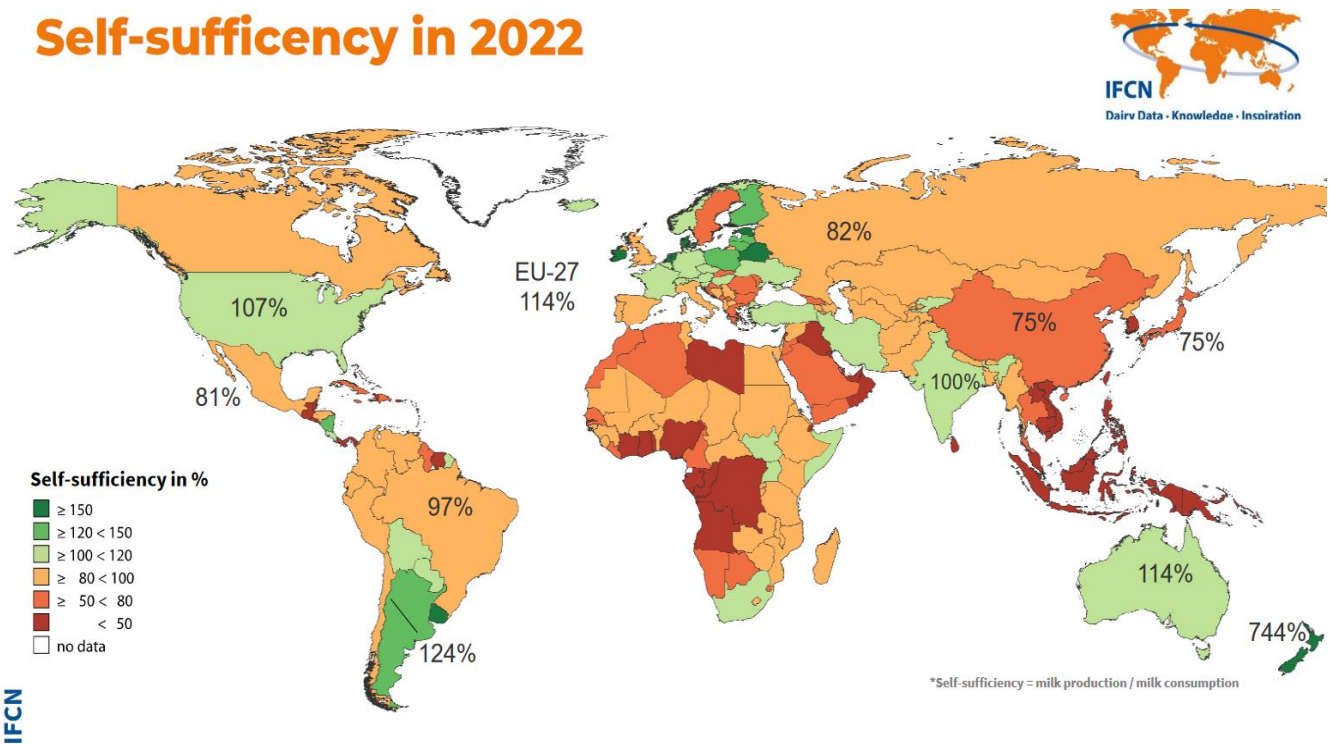 Self-sufficency in 2022
IFCN
Dairy Data · Knowledge · Inspiration
82%
EU-27
114%
107%
75%
75%
100%
81%
97%
114%
744%
124%
Self-sufficiency in %
≥ 150
≥ 120 < 150
≥ 100 < 120
≥ 80 < 100
≥ 50 < 80
< 50
no data
*Self-sufficiency = milk production / milk consumption
IFCN